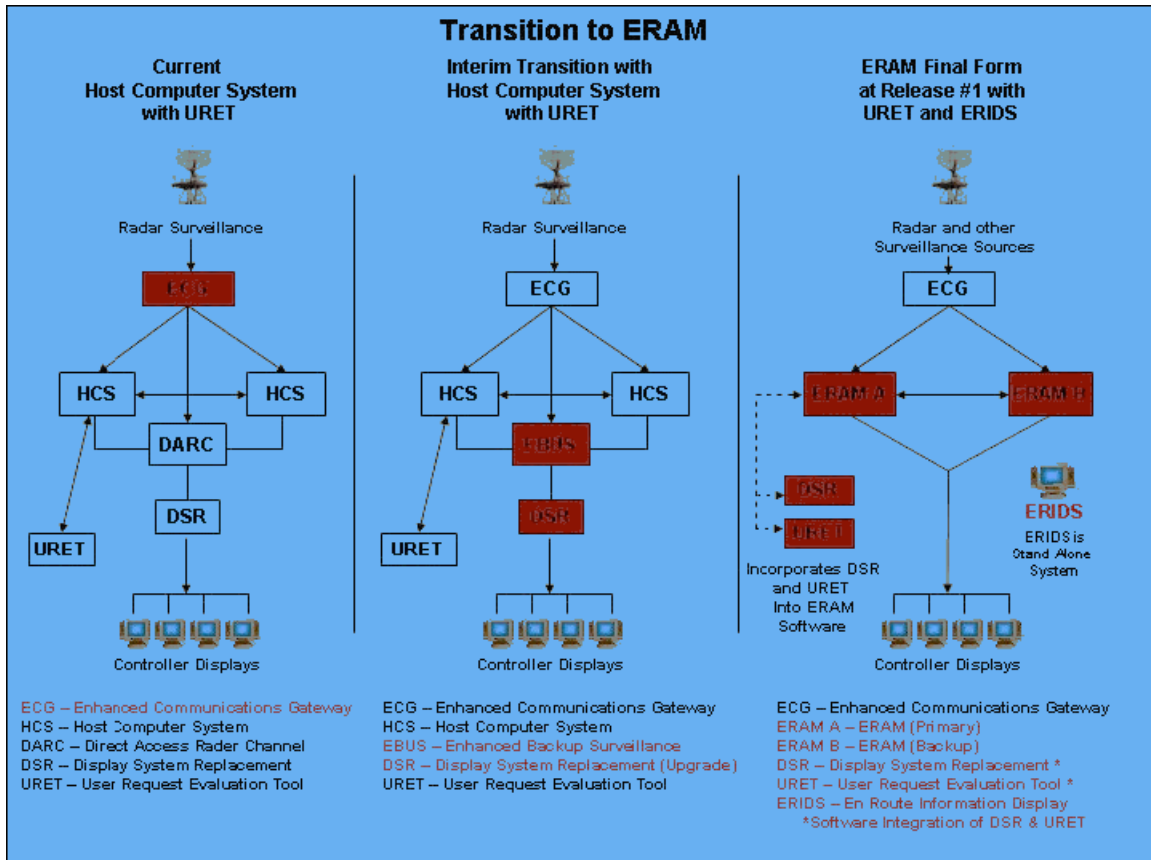 Transition to ERAM
Current
Host Computer System
with URET
Radar Surveillance
ECG
HCS
HCS
DARC
DSR
URET
Controller Displays
ECG – Enhanced Communications Gateway
HCS – Host Computer System
DARC – Direct Access Rader Channel
DSR – Display System Replacement
URET – User Request Evaluation Tool
Interim Transition with
Host Computer System
with URET
Radar Surveillance
ECG
HCS
HCS
EBUS
DSR
URET
Controller Displays
ECG – Enhanced Communications Gateway
HCS – Host Computer System
EBUS – Enhanced Backup Surveillance
DSR – Display System Replacement (Upgrade)
URET – User Request Evaluation Tool
ERAM Final Form
at Release #1 with
URET and ERIDS
Radar and other
Surveillance Sources
ECG
ERAM A
ERAM B
DSR
URET
Incorporates DSR
and URET
Into ERAM
Software
ERIDS
ERIDS is
Stand Alone
System
Controller Displays
ECG – Enhanced Communications Gateway
ERAM A – ERAM (Primary)
ERAM B – ERAM (Backup)
DSR – Display System Replacement *
URET – User Request Evaluation Tool *
ERIDS – En Route Information Display
*Software Integration of DSR & URET